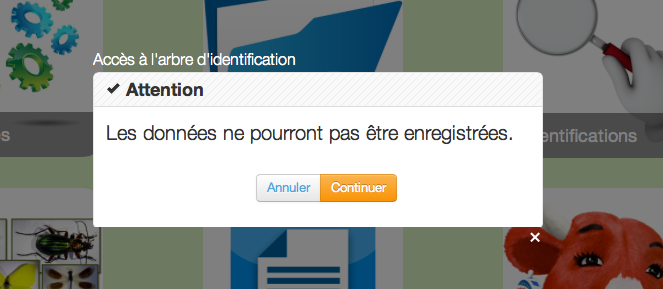 Accès à l'arbre d'identification
Attention
Les données ne pourront pas être enregistrées.
entifications
Annuler Continuer